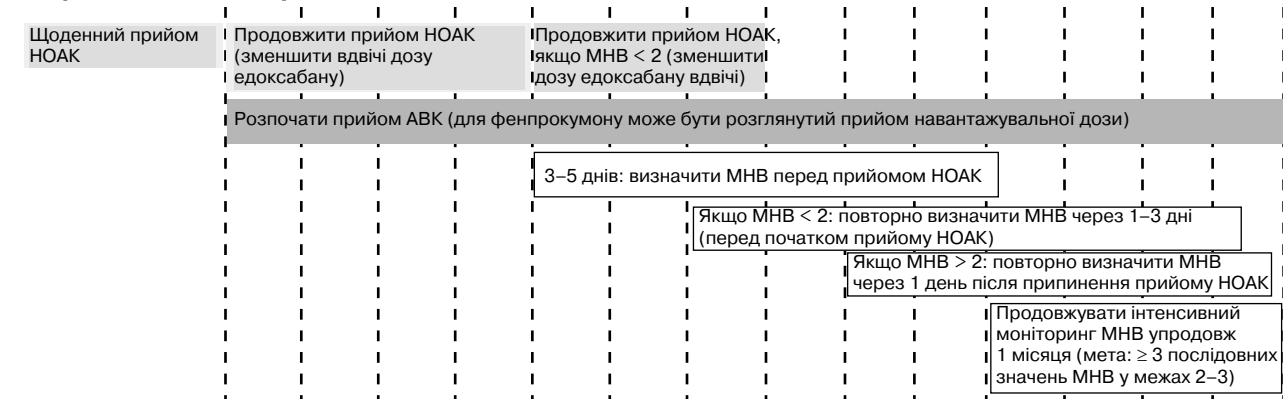 Щоденний прийом
НОАК
Продовжити прийом НОАК
(зменшити вдвічі дозу
едоксабану)
Продовжити прийом НОАК,
якщо МНВ < 2 (зменшити
дозу едоксабану вдвічі)
Розпочати прийом АВК (для фенпрокумону може бути розглянутий прийом навантажувальної дози)
3–5 днів: визначити МНВ перед прийомом НОАК
Якщо МНВ < 2: повторно визначити МНВ через 1–3 дні
(перед початком прийому НОАК)
Якщо МНВ > 2: повторно визначити МНВ
через 1 день після припинення прийому НОАК
Продовжувати інтенсивний
моніторинг МНВ упродовж
1 місяця (мета: ≥ 3 послідовних
значень МНВ у межах 2–3)